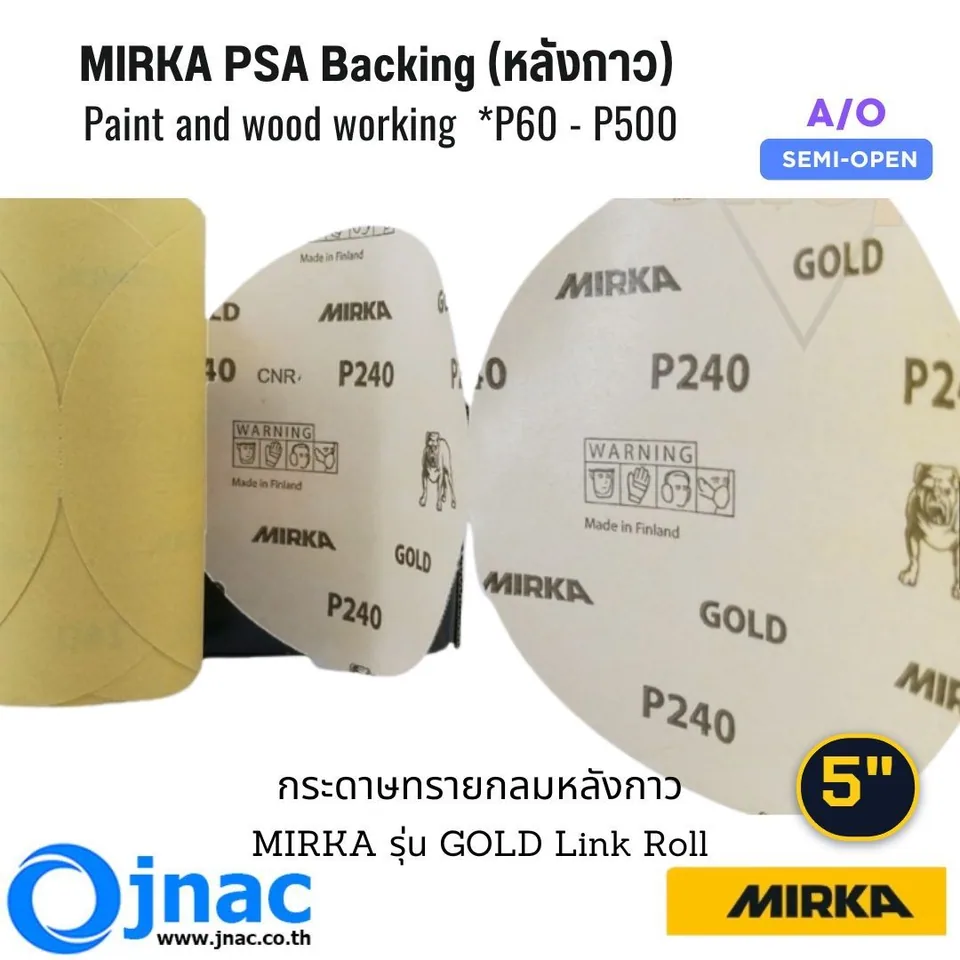 MIRKA PSA Backing (หลังกาว)
Paint and wood working *P60 - P500
A/O
SEMI-OPEN
Made in Finland
MIRKA
P240
CNR
WARNING
Made in Finland
MIRKA
GOLD
P240
MIRKA
GOLD
P240
WARNING
Made in Finland
MIRKA
GOLD
P240
5"
กระดาษทรายกลมหลังกาว
MIRKA รุ่น GOLD Link Roll
jnac
www.jnac.co.th
MIRKA